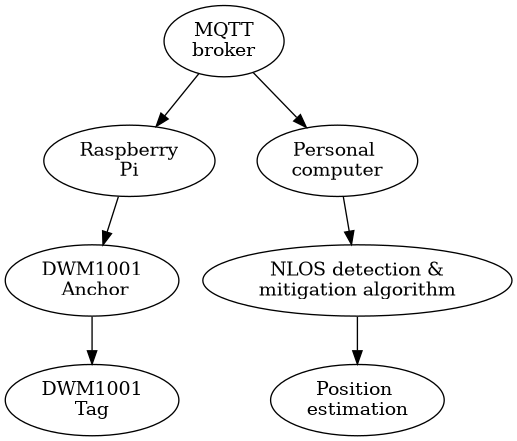 MQTT
broker
Raspberry
Pi
Personal
computer
DWM1001
Anchor
NLOS detection &
mitigation algorithm
DWM1001
Tag
Position
estimation